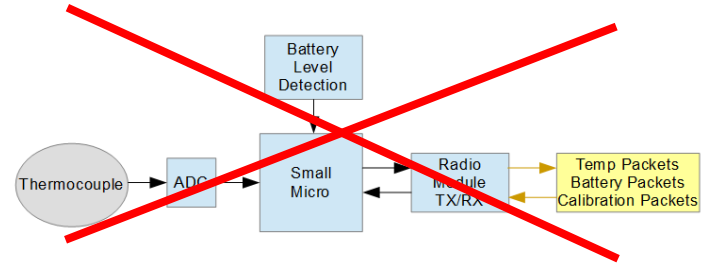 Battery
Level
Detection
Thermocouple
ADC
Small
Micro
Radio
Module
TX/RX
Temp Packets
Battery Packets
Calibration Packets